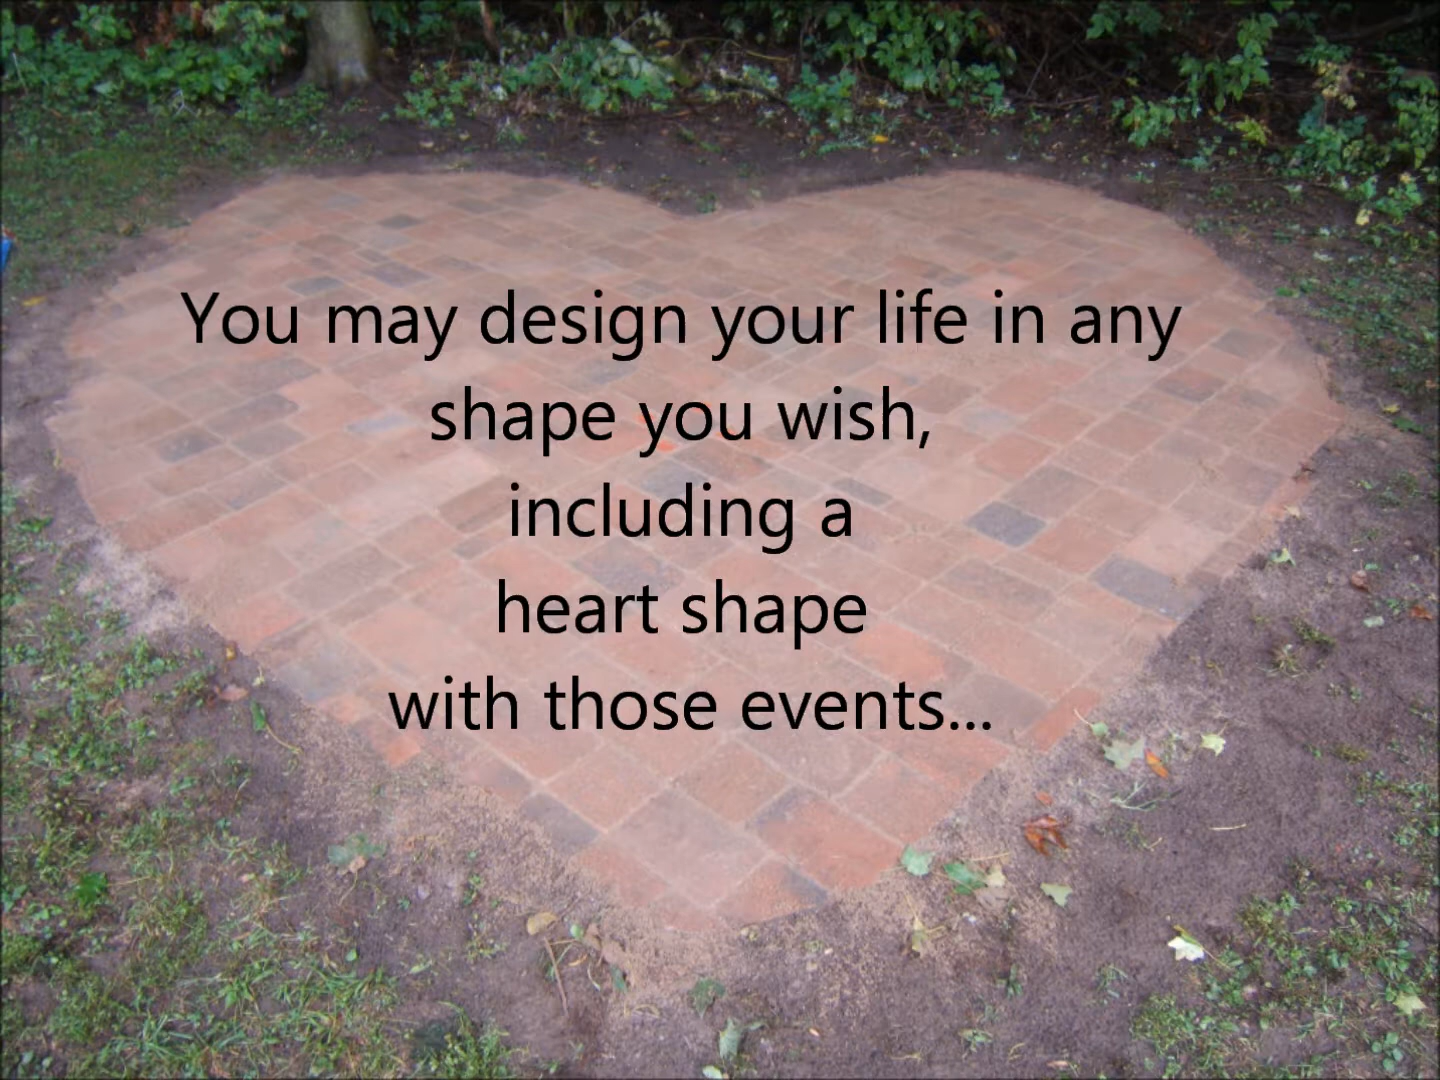 You may design your life in any
shape you wish,
including a
heart shape
with those events...